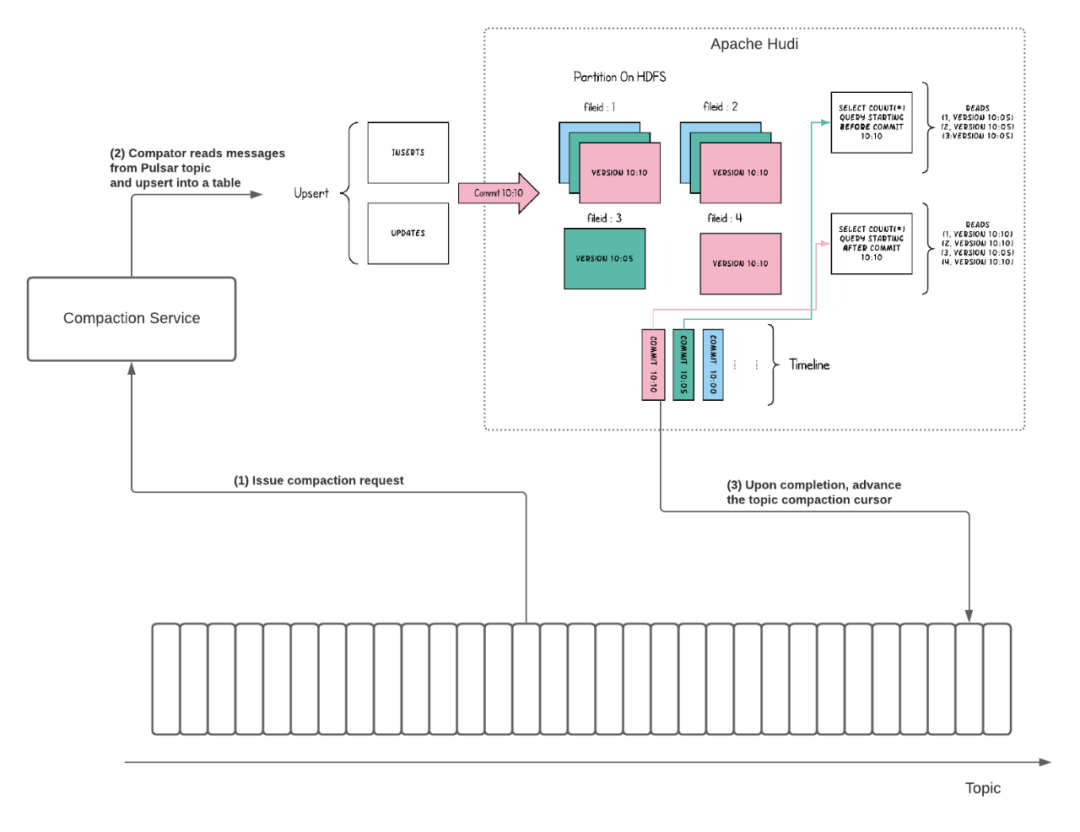 Apache Hudi
Partition On HDFS
fileid : 1
fileid : 2
VERSION 10:10
VERSION 10:10
fileid : 3
fileid : 4
VERSION 10:05
VERSION 10:10
SELECT COUNT(*)
QUERY STARTING
BEFORE COMMIT
10:10
READS
(1, VERSION 10:05)
(2, VERSION 10:05)
(3:VERSION 10:05)
SELECT COUNT(*)
QUERY STARTING
AFTER COMMIT
10:10
READS
(1, VERSION 10:10)
(2, VERSION 10:10)
(3, VERSION 10:05)
(4, VERSION 10:10)
COMMIT 10:10
COMMIT 10:05
COMMIT 10:00
Timeline
(2) Compator reads messages
from Pulsar topic
and upsert into a table
Upsert
INSERTS
UPDATES
Commit 10:10
Compaction Service
(1) Issue compaction request
(3) Upon completion, advance
the topic compaction cursor
Topic